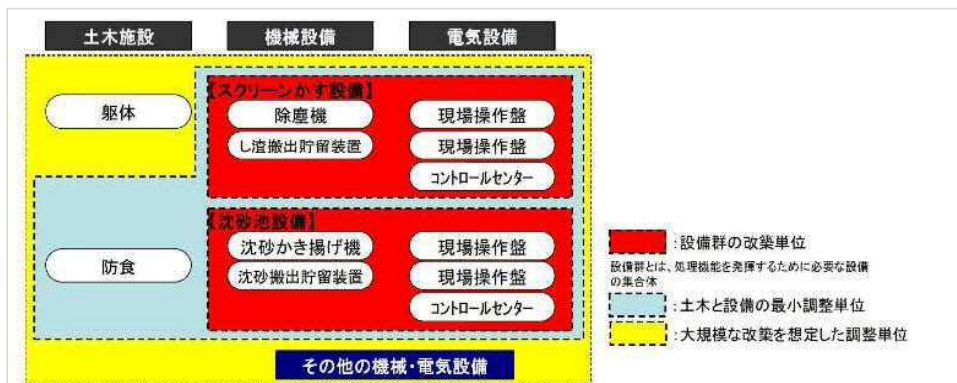 土木施設
機械設備
電気設備
【スクリーンかす設備】
躯体
除塵機
現場操作盤
し渣搬出貯留装置
現場操作盤
コントロールセンター
【沈砂池設備】
防食
沈砂かき揚げ機
現場操作盤
沈砂搬出貯留装置
現場操作盤
コントロールセンター
その他の機械・電気設備
:設備群の改築単位
設備群とは、処理機能を発揮するために必要な設備
の集合体
:土木と設備の最小調整単位
:大規模な改築を想定した調整単位